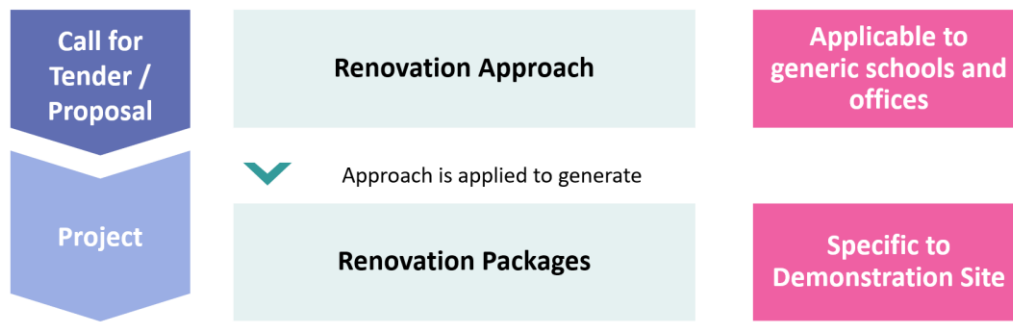 Call for
Tender /
Proposal
Renovation Approach
Applicable to
generic schools and
offices
Approach is applied to generate
Project
Renovation Packages
Specific to
Demonstration Site